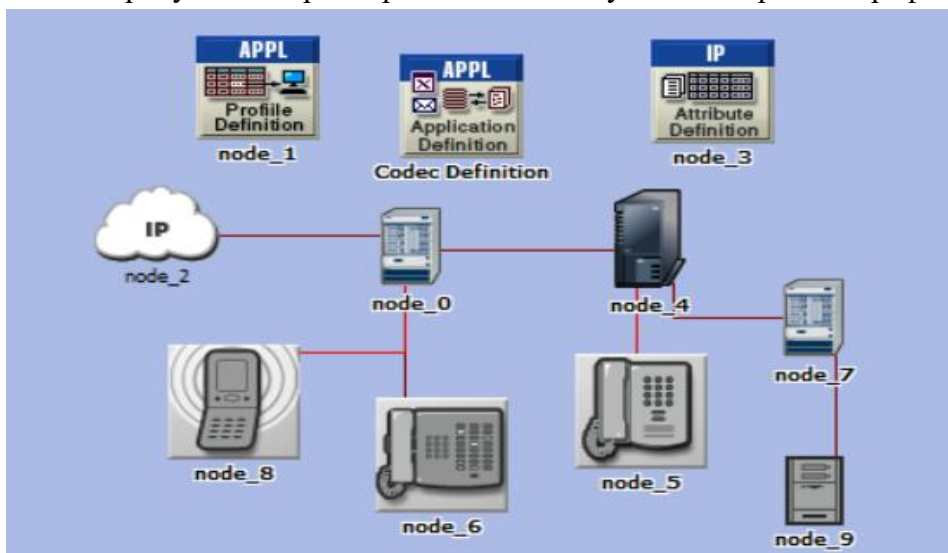 APPL
Profiile
Definition
node_1
APPL
Application
Definition
Codec Definition
IP
Attribute
Definition
node_3
IP
node_2
node_0
node_4
node_7
node_8
node_6
node_5
node_9